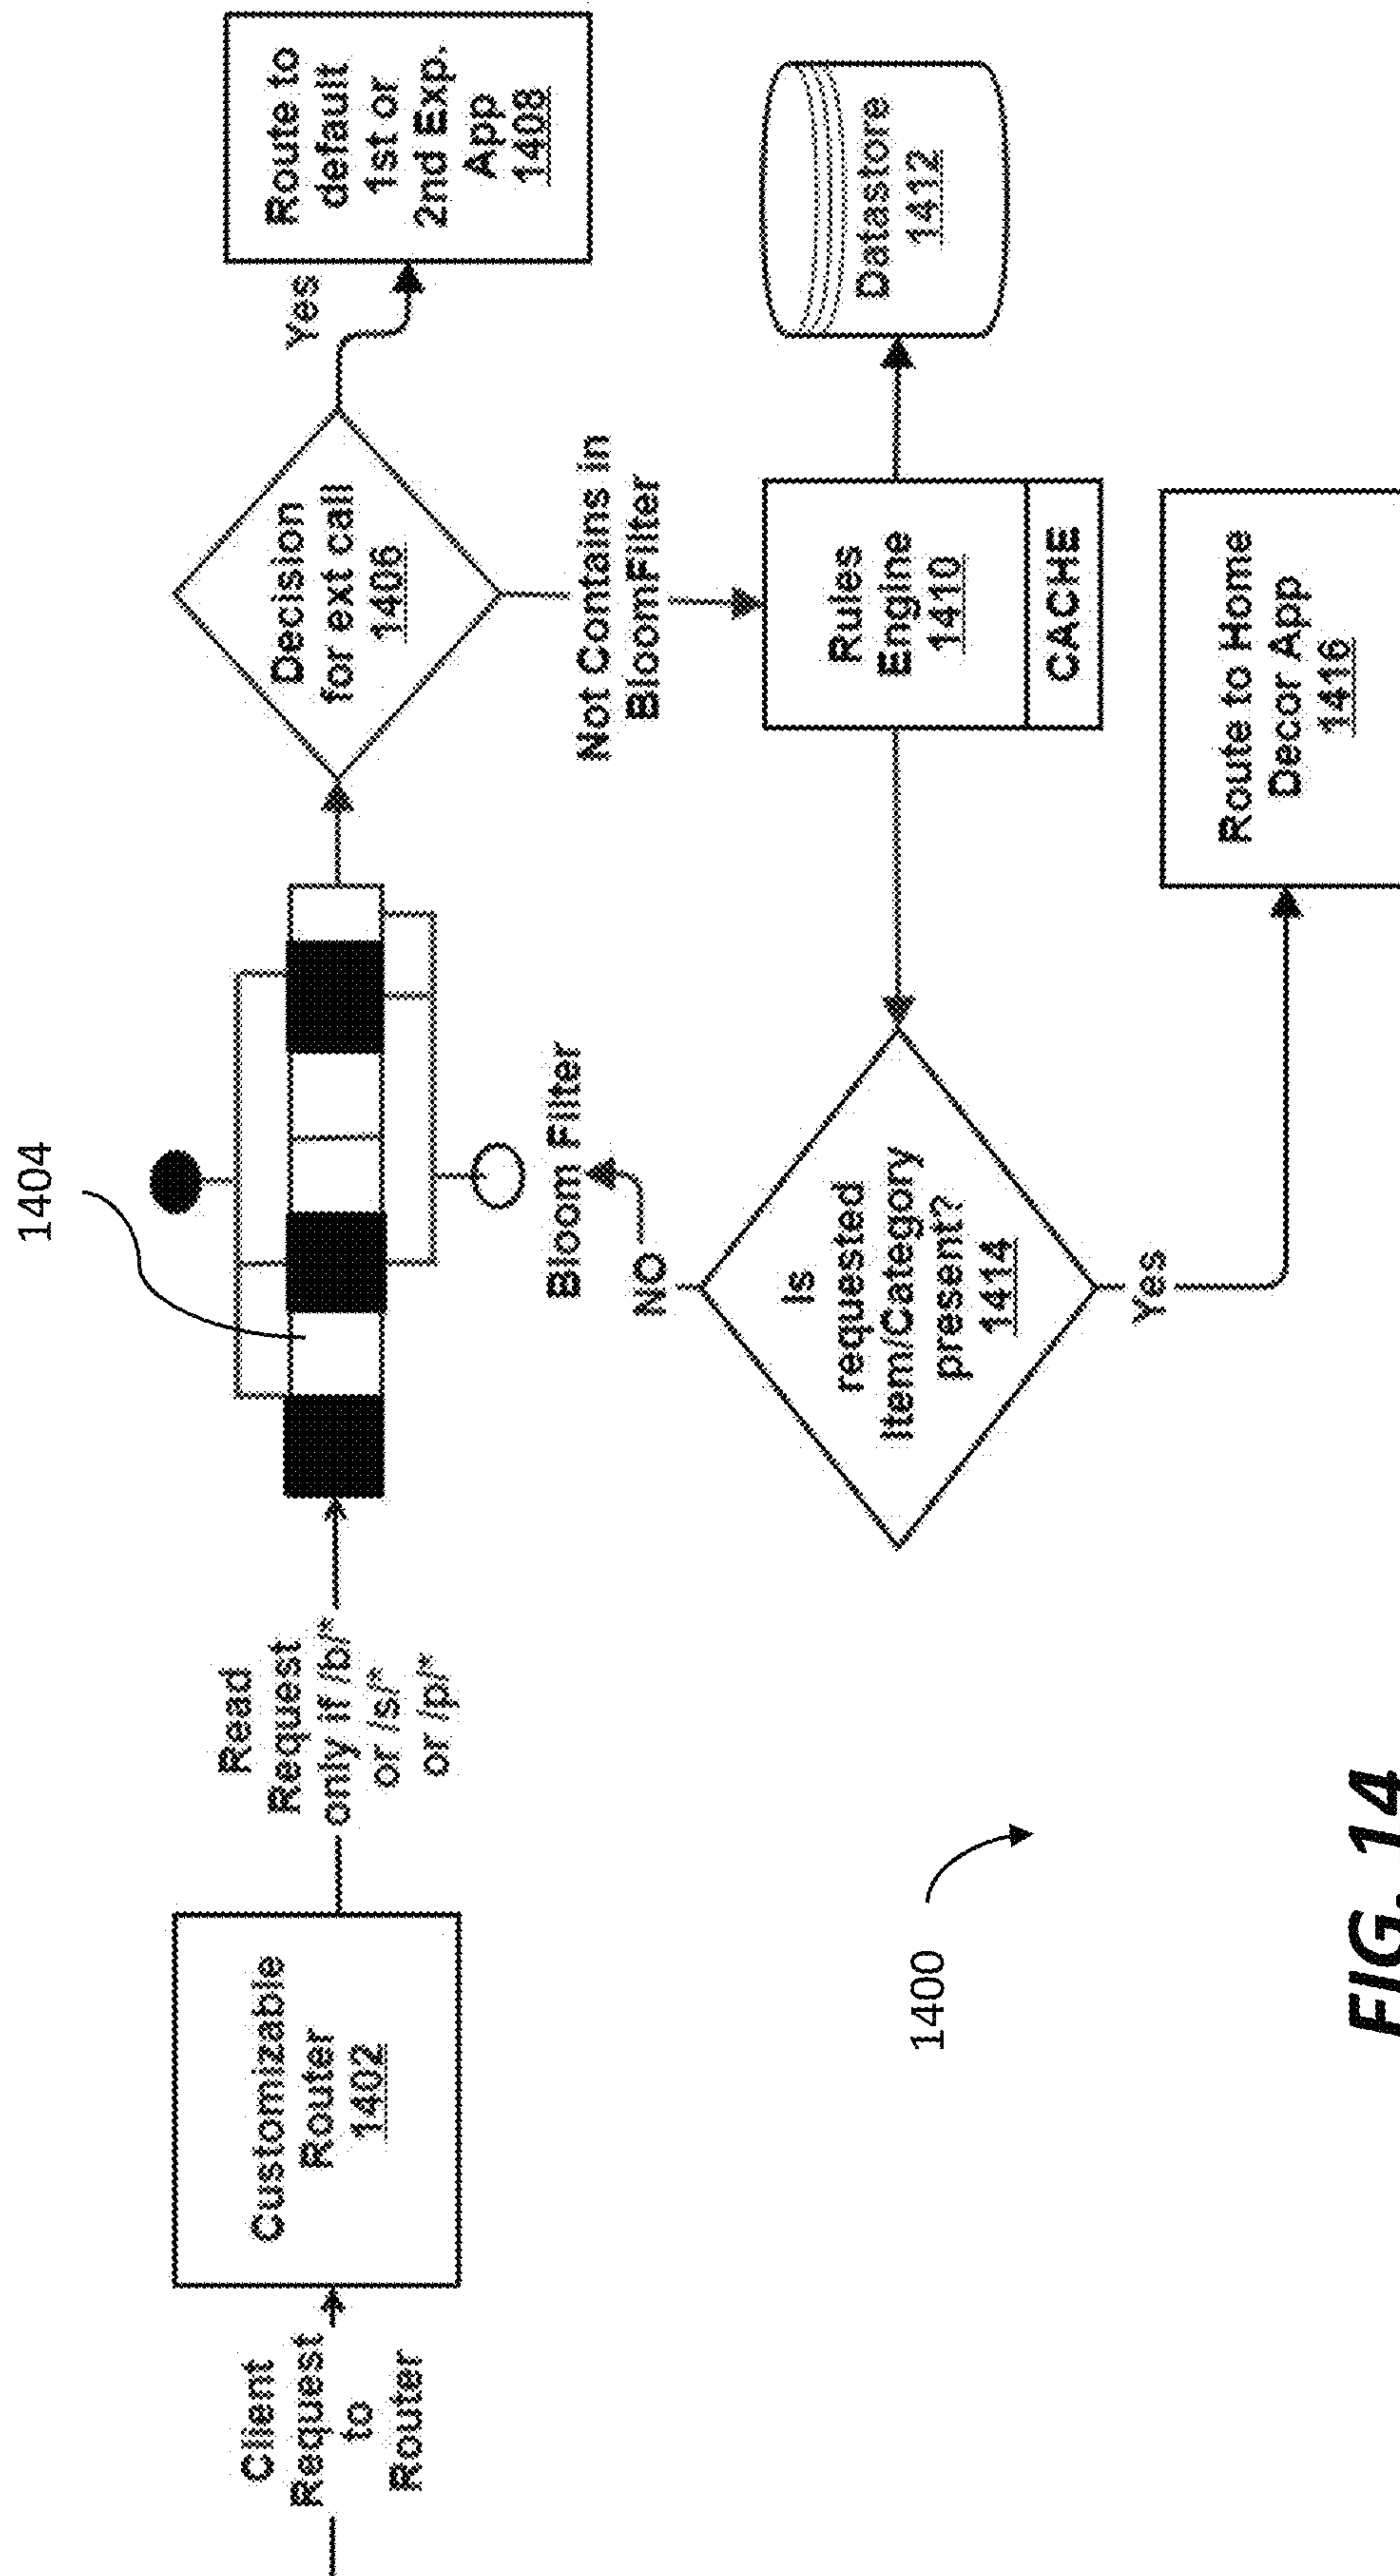 Client
Request
to
Router
Customizable
Router
1402
Read
Request
only if /b/*
or /s/*
or /p/*
1404
Bloom Filter
Decision
for ext call
1406
Yes
Route to
default
1st or
2nd Exp.
App
1408
Not Contains in
BloomFilter
Rules
Engine
1410
CACHE
Datastore
1412
NO
Is
requested
Item/Category
present?
1414
Yes
Route to Home
Decor App
1416
1400
FIG. 14